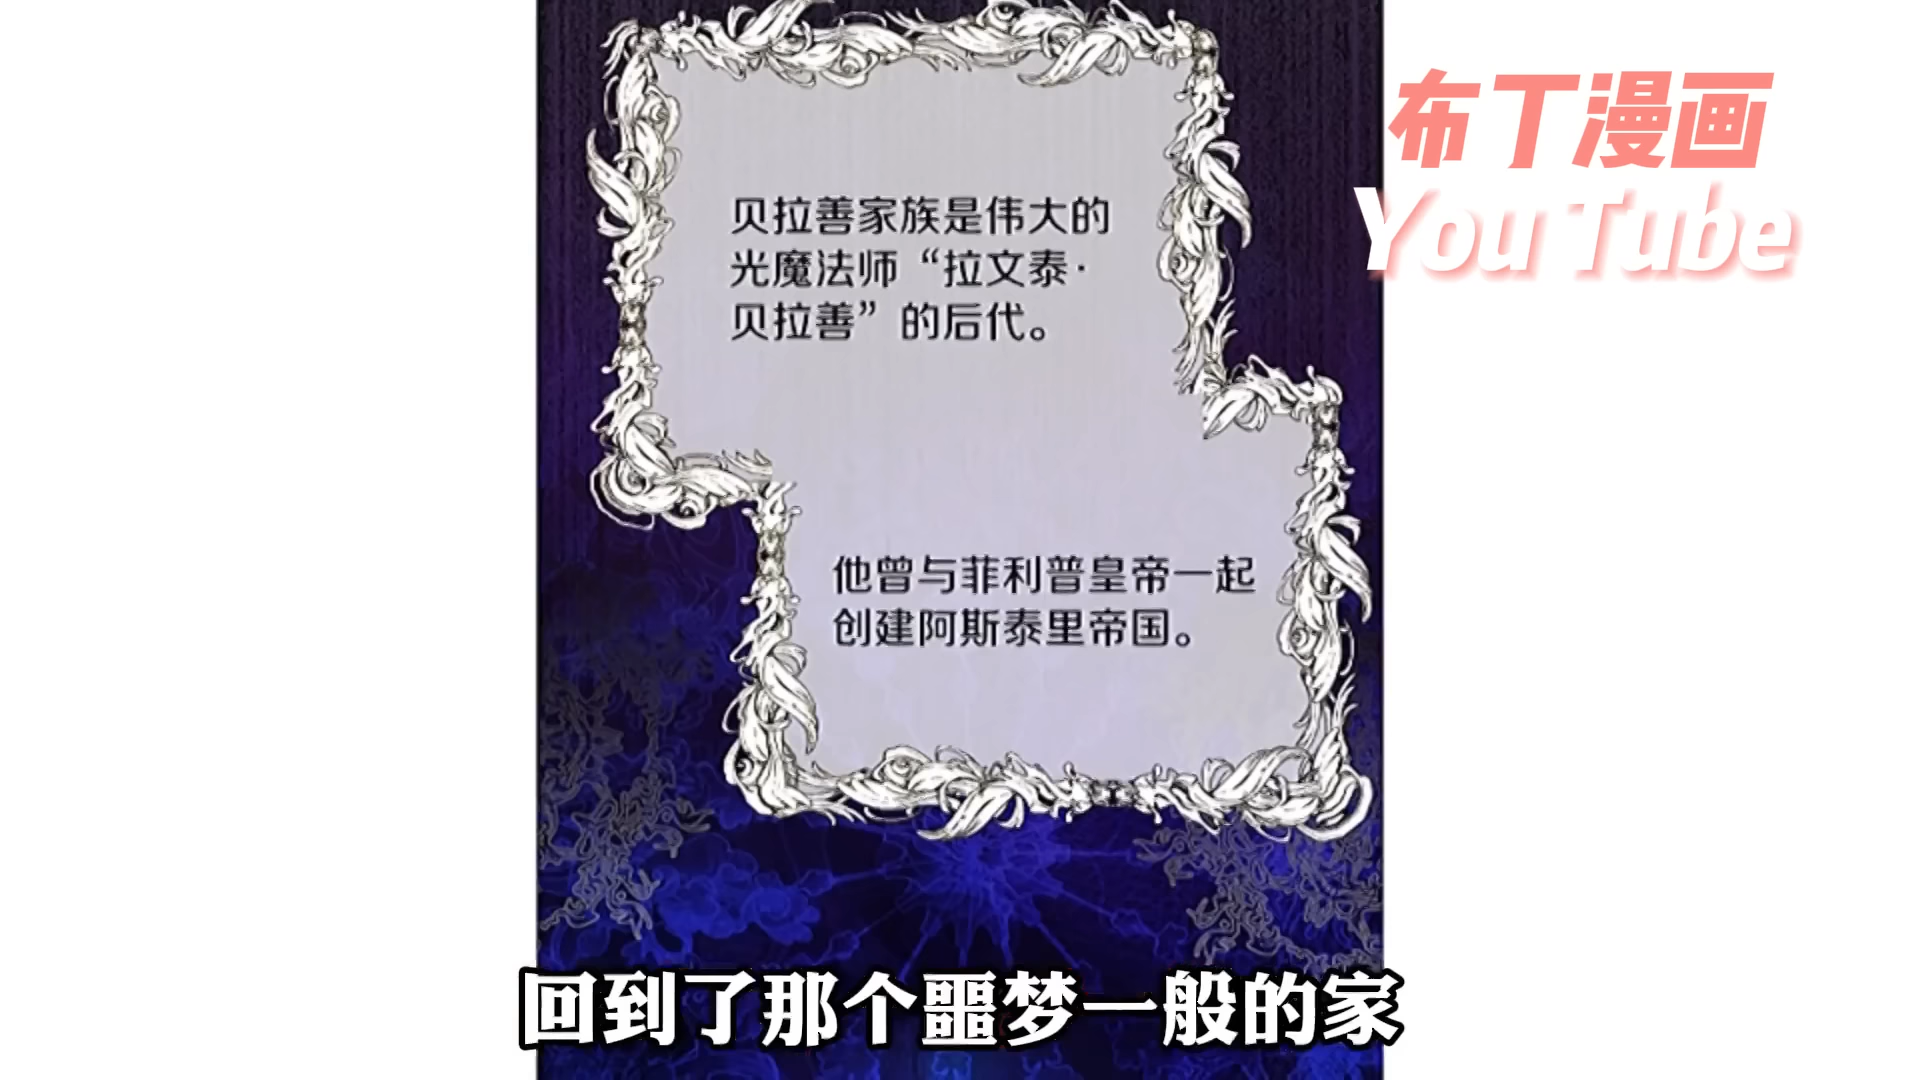 布丁漫画
YouTube
贝拉善家族是伟大的
光魔法师“拉文泰·
贝拉善”的后代。
他曾与菲利普皇帝一起
创建阿斯泰里帝国。
回到了那个噩梦一般的家